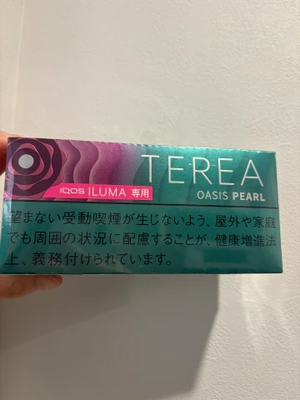 TEREA
IQOS ILUMA 専用
OASIS PEARL
望まない受動喫煙が生じないよう、屋外や家庭
でも周囲の状況に配慮することが、健康増進法
上、義務付けられています。